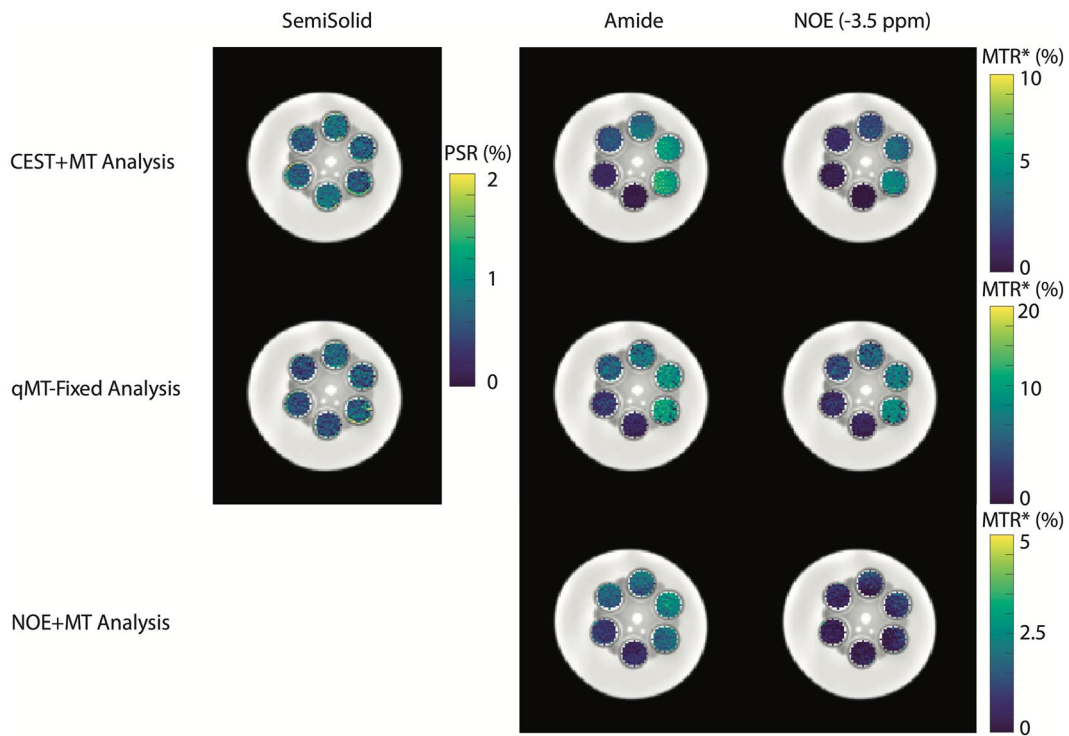 SemiSolid
Amide
NOE (-3.5 ppm)
MTR* (%)
10
5
0
CEST+MT Analysis
PSR (%)
2
1
0
MTR* (%)
20
10
0
qMT-Fixed Analysis
MTR* (%)
5
2.5
0
NOE+MT Analysis